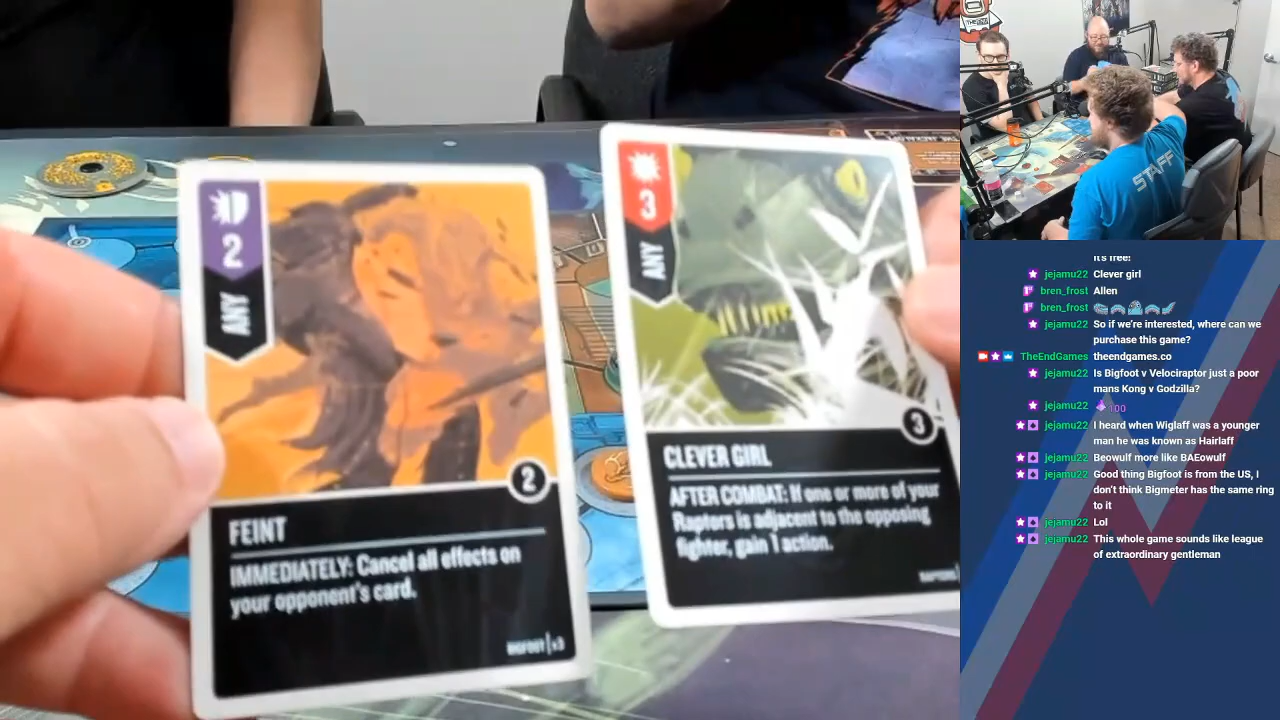 2
ANY
2
FEINT
IMMEDIATELY: Cancel all effects on
your opponent's card.
BIGFOOT | x3
3
ANY
3
CLEVER GIRL
AFTER COMBAT: If one or more of your
Raptors is adjacent to the opposing
fighter, gain 1 action.
RAPTORS
STAFF
it's free!
jejamu22 Clever girl
bren_frost Allen
bren_frost
jejamu22 So if we're interested, where can we
purchase this game?
TheEndGames theendgames.co
jejamu22 Is Bigfoot v Velociraptor just a poor
mans Kong v Godzilla?
jejamu22 100
jejamu22 I heard when Wiglaff was a younger
man he was known as Hairlaff
jejamu22 Beowulf more like BAEowulf
jejamu22 Good thing Bigfoot is from the US, I
don't think Bigmeter has the same ring
to it
jejamu22 Lol
jejamu22 This whole game sounds like league
of extraordinary gentleman